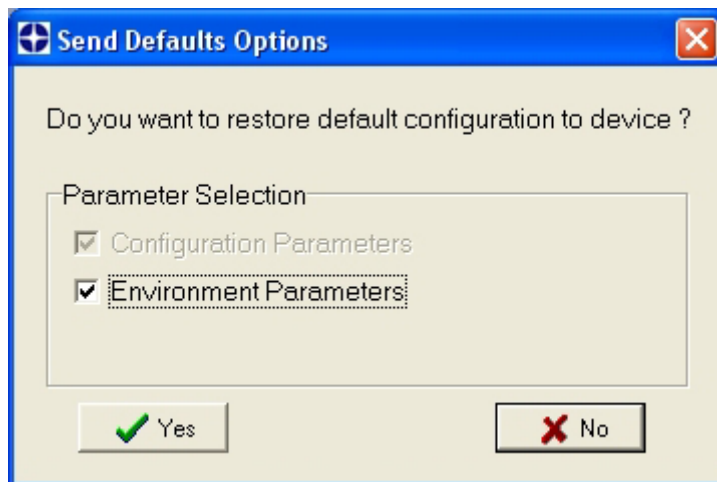 Send Defaults Options
Do you want to restore default configuration to device ?
Parameter Selection
Configuration Parameters
Environment Parameters
Yes
No